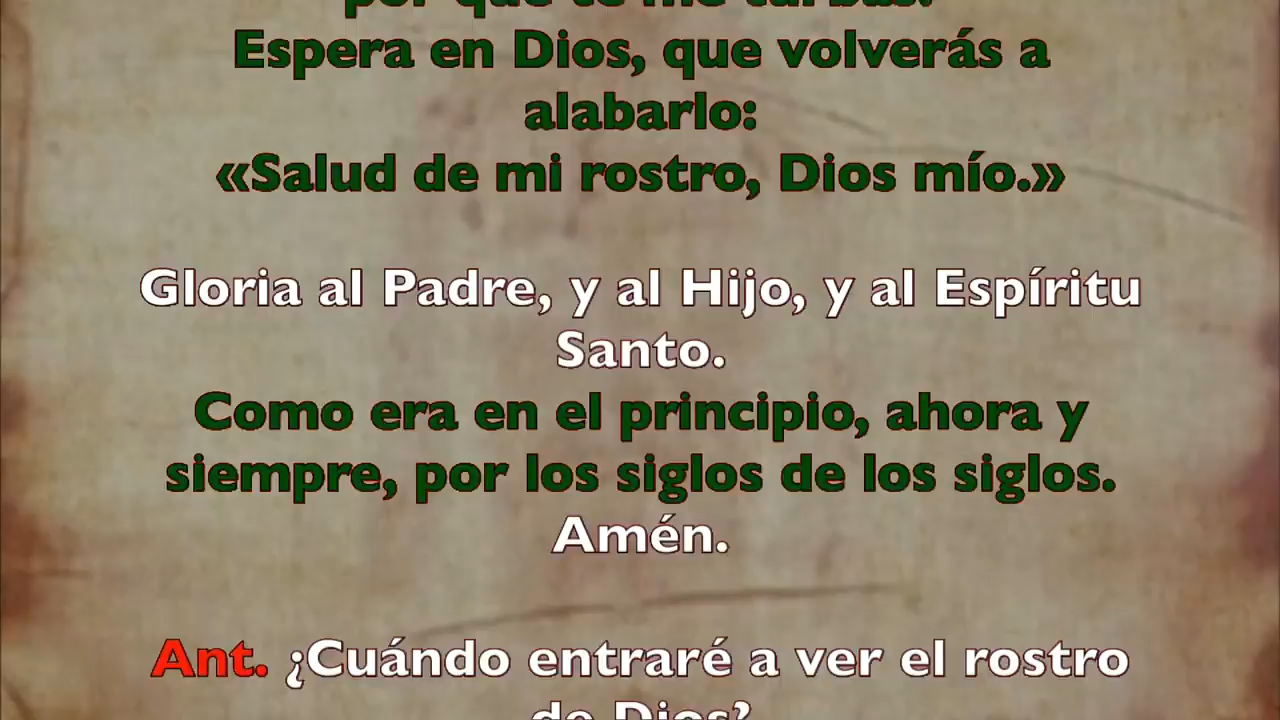 por qué te me turbas?
Espera en Dios, que volverás a
alabarlo:
«Salud de mi rostro, Dios mío.»
Gloria al Padre, y al Hijo, y al Espíritu
Santo.
Como era en el principio, ahora y
siempre, por los siglos de los siglos.
Amén.
Ant. ¿Cuándo entraré a ver el rostro
de Dios?